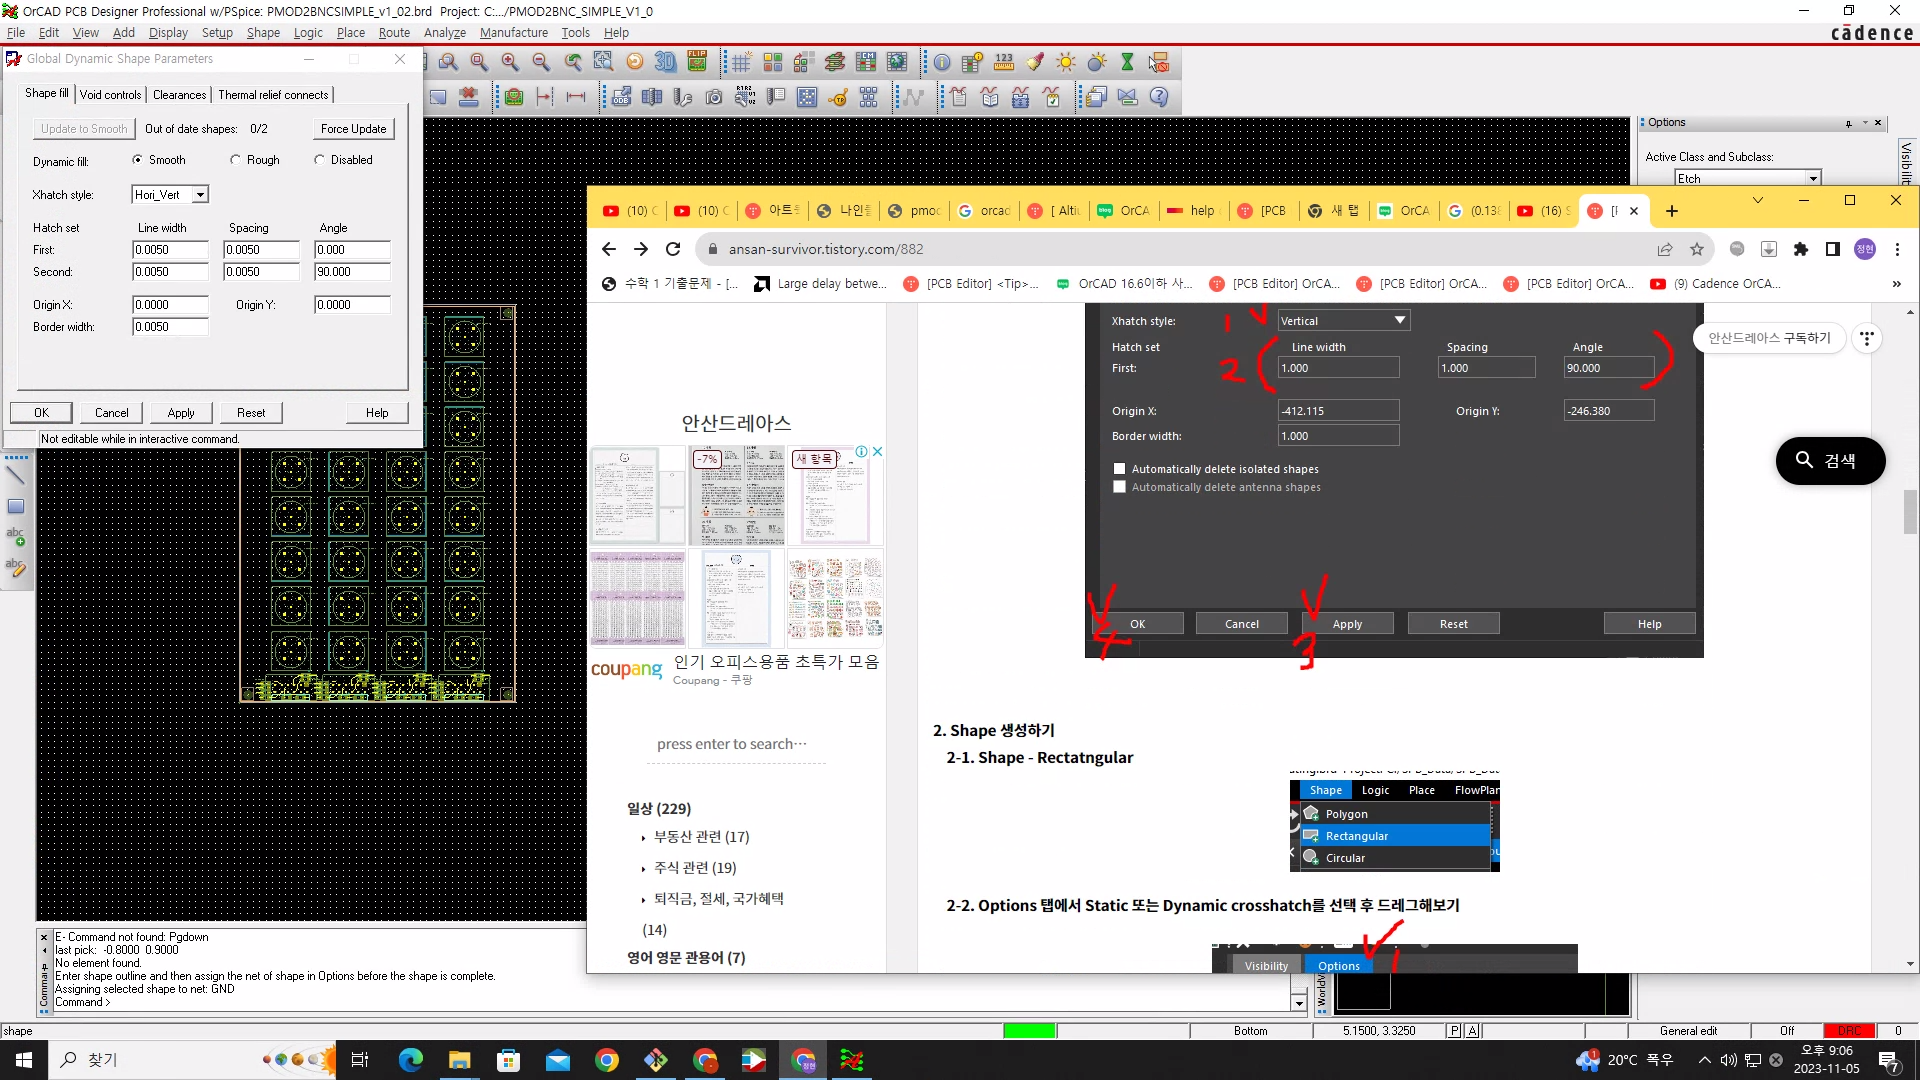 OrCAD PCB Designer Professional w/PSpice: PMOD2BNCSIMPLE_v1_02.brd Project: C:.../PMOD2BNC_SIMPLE_V1_0
File Edit View Add Display Setup Shape Logic Place Route Analyze Manufacture Tools Help
cādence
Global Dynamic Shape Parameters
Shape fill Void controls Clearances Thermal relief connects
Update to Smooth Out of date shapes: 0/2 Force Update
Dynamic fill: Smooth Rough Disabled
Xhatch style: Hori_Vert
Hatch set Line width Spacing Angle
First: 0.0050 0.0050 0.000
Second: 0.0050 0.0050 90.000
Origin X: 0.0000 Origin Y: 0.0000
Border width: 0.0050
OK Cancel Apply Reset Help
Not editable while in interactive command.
Options
Active Class and Subclass:
Etch
(10) (10) 아트 나인 pmoc orcad [ Alti OrCA help [PCB 새 탭 OrCA (0.13 (16) S
ansan-survivor.tistory.com/882
정현
수학 1 기출문제 - [... Large delay betwe... [PCB Editor] <Tip>... OrCAD 16.6이하 사... [PCB Editor] OrCA... [PCB Editor] OrCA... [PCB Editor] OrCA... (9) Cadence OrCA...
Xhatch style: 1 Vertical
Hatch set Line width Spacing Angle
First: 2 1.000 1.000 90.000
Origin X: -412.115 Origin Y: -246.380
Border width: 1.000
Automatically delete isolated shapes
Automatically delete antenna shapes
OK Cancel Apply Reset Help
4 3
안산드레아스 구독하기
검색
안산드레아스
-7% 새 항목
coupang 인기 오피스용품 초특가 모음
Coupang - 쿠팡
press enter to search…
일상 (229)
부동산 관련 (17)
주식 관련 (19)
퇴직금, 절세, 국가혜택
(14)
영어 영문 관용어 (7)
2. Shape 생성하기
2-1. Shape - Rectatngular
Shape Logic Place FlowPlan
Polygon
Rectangular
Circular
2-2. Options 탭에서 Static 또는 Dynamic crosshatch를 선택 후 드레그해보기
Visibility Options
E- Command not found: Pgdown
last pick: -0.8000 0.9000
No element found.
Enter shape outline and then assign the net of shape in Options before the shape is complete.
Assigning selected shape to net: GND
Command >
shape Bottom 5.1500, 3.3250 P A General edit Off DRC 0
찾기 20°C 폭우 오후 9:06
2023-11-05 7